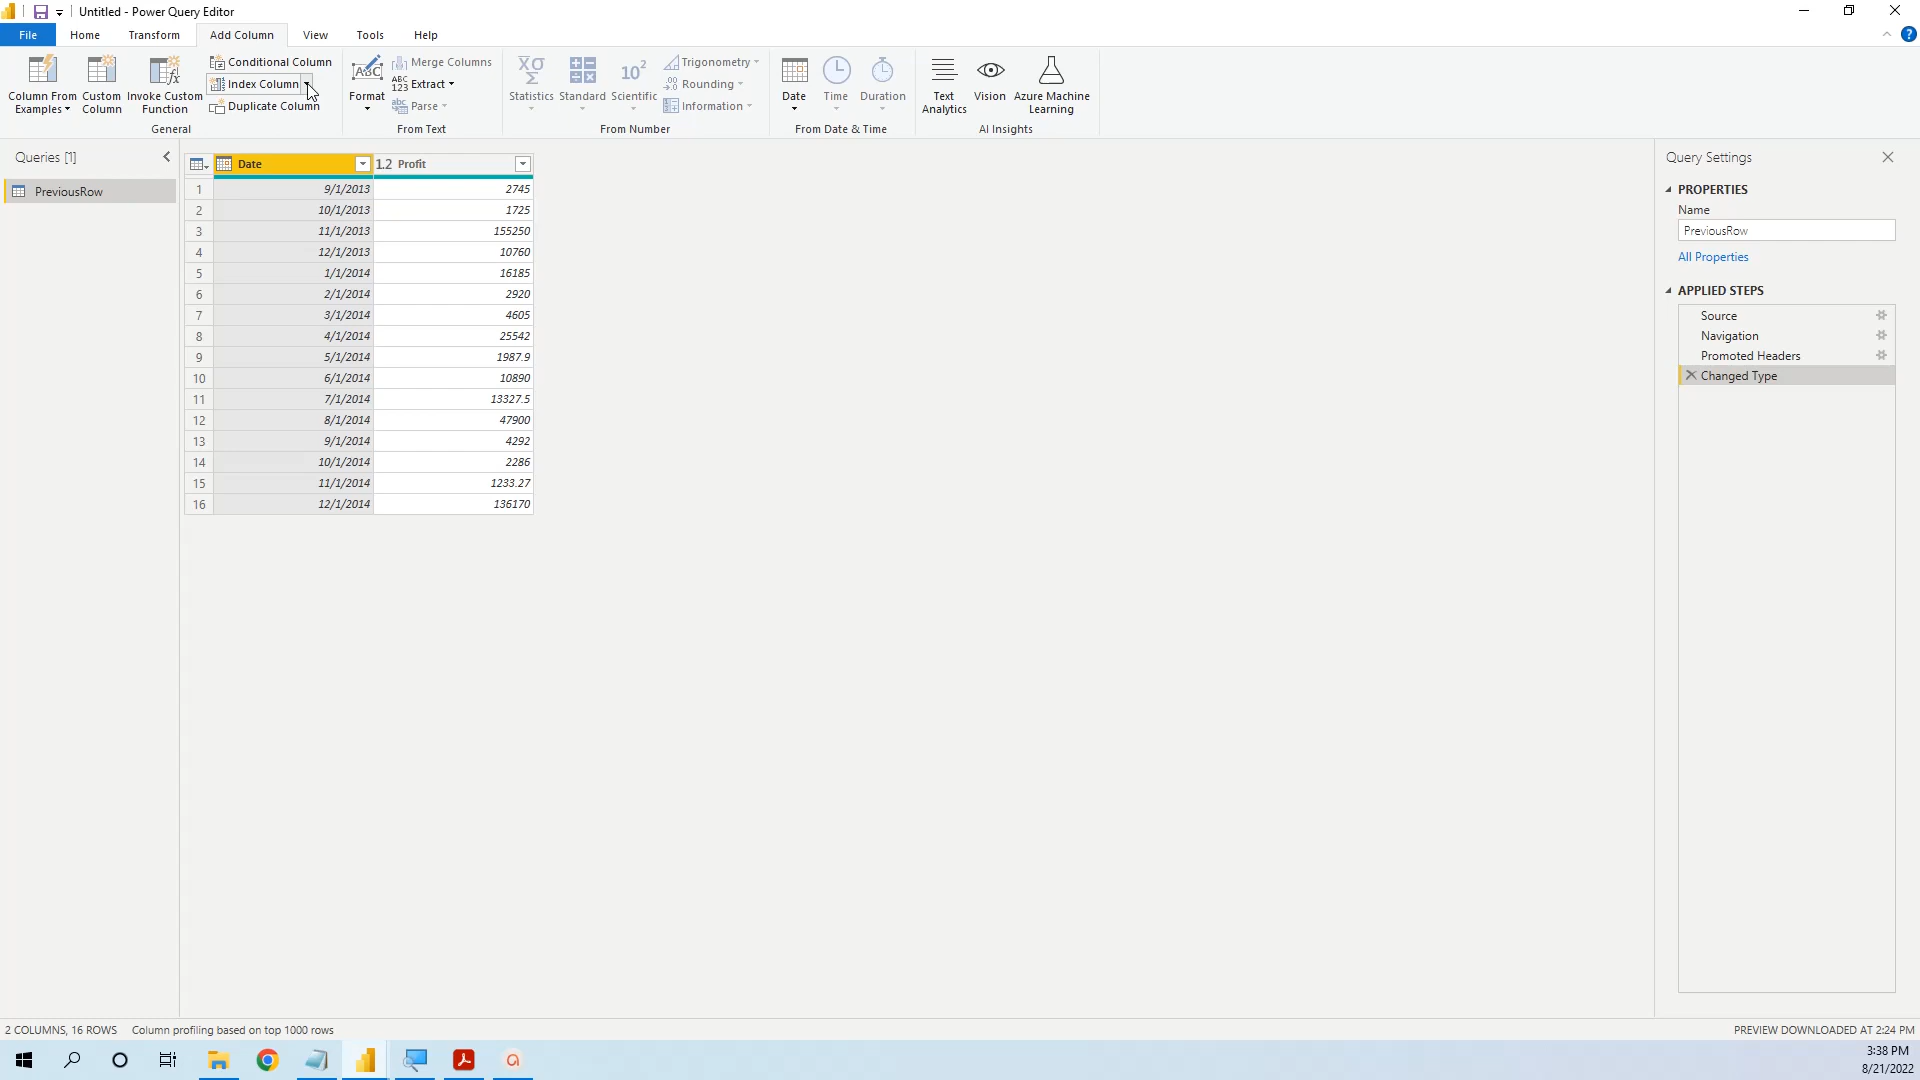 Untitled - Power Query Editor
File Home Transform Add Column View Tools Help
Column From Examples
Custom Column
Invoke Custom Function
Conditional Column
Index Column
Duplicate Column
General
ABC
Format
Merge Columns
ABC 123 Extract
abc Parse
From Text
Χσ Σ
Statistics
Standard
10²
Scientific
Trigonometry
.00 Rounding
Information
From Number
Date
Time
Duration
From Date & Time
Text Analytics
Vision
Azure Machine Learning
AI Insights
Queries [1]
PreviousRow
Date 1.2 Profit
1 9/1/2013 2745
2 10/1/2013 1725
3 11/1/2013 155250
4 12/1/2013 10760
5 1/1/2014 16185
6 2/1/2014 2920
7 3/1/2014 4605
8 4/1/2014 25542
9 5/1/2014 1987.9
10 6/1/2014 10890
11 7/1/2014 13327.5
12 8/1/2014 47900
13 9/1/2014 4292
14 10/1/2014 2286
15 11/1/2014 1233.27
16 12/1/2014 136170
Query Settings
PROPERTIES
Name
PreviousRow
All Properties
APPLIED STEPS
Source
Navigation
Promoted Headers
Changed Type
2 COLUMNS, 16 ROWS Column profiling based on top 1000 rows
PREVIEW DOWNLOADED AT 2:24 PM
3:38 PM
8/21/2022